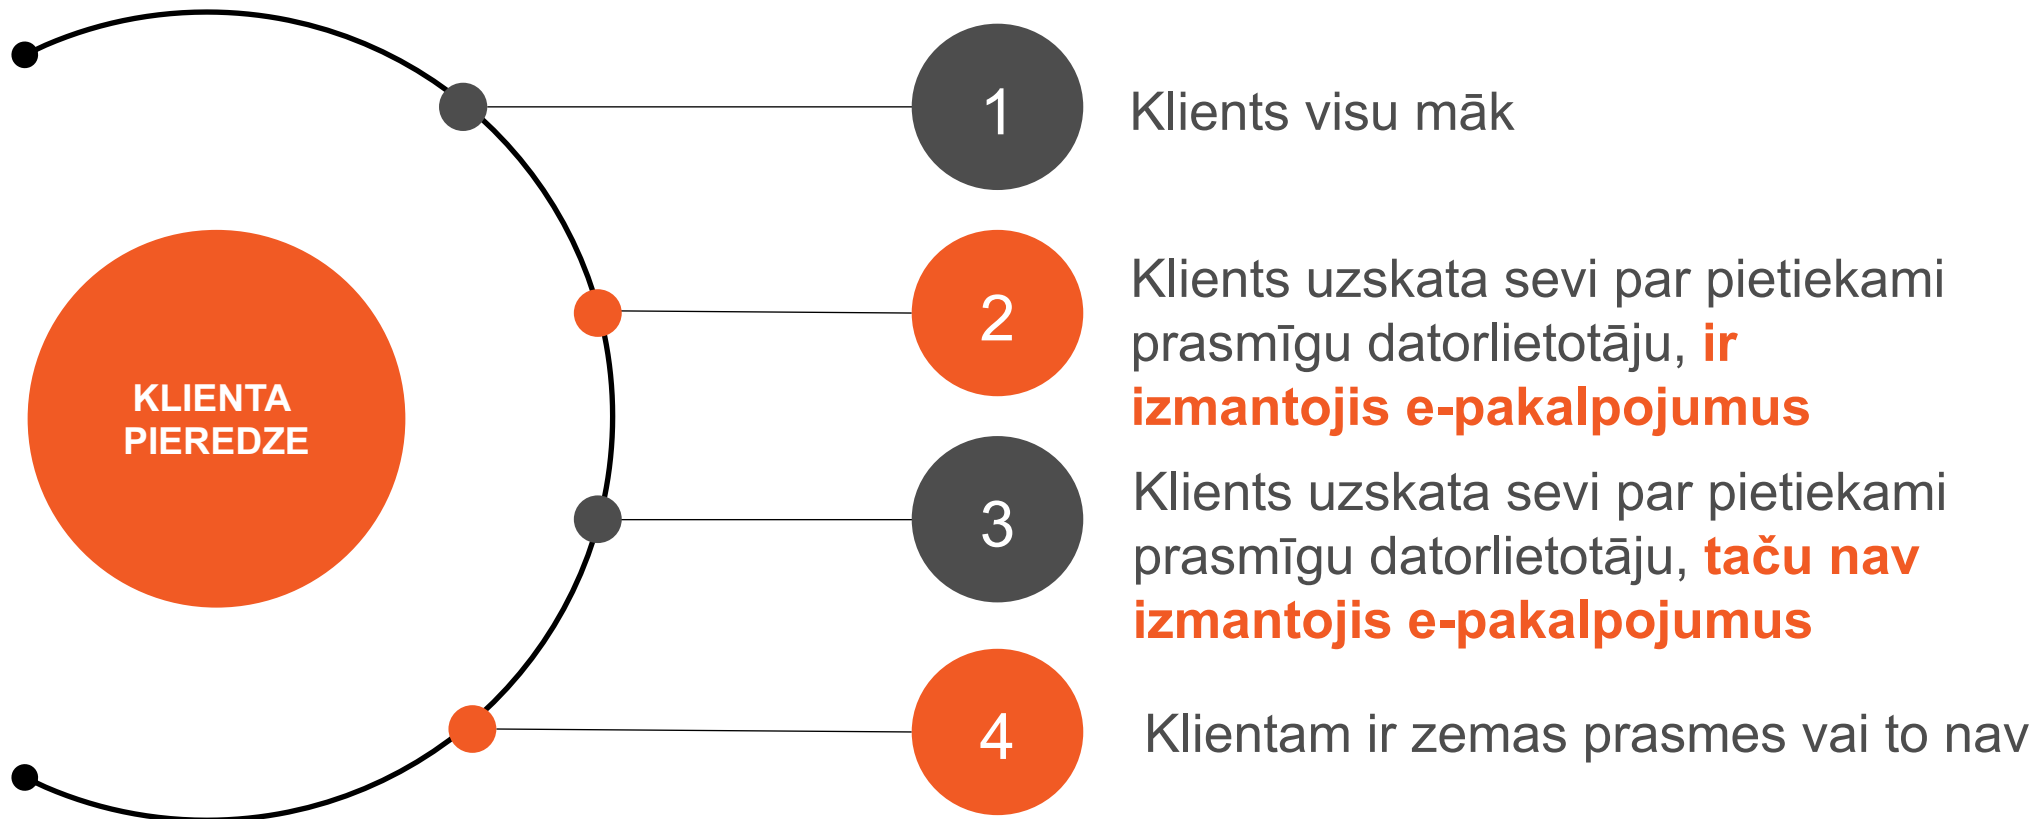 KLIENTA
PIEREDZE
1
Klients visu māk
2
Klients uzskata sevi par pietiekami
prasmīgu datorlietotāju, ir
izmantojis e-pakalpojumus
3
Klients uzskata sevi par pietiekami
prasmīgu datorlietotāju, taču nav
izmantojis e-pakalpojumus
4
Klientam ir zemas prasmes vai to nav